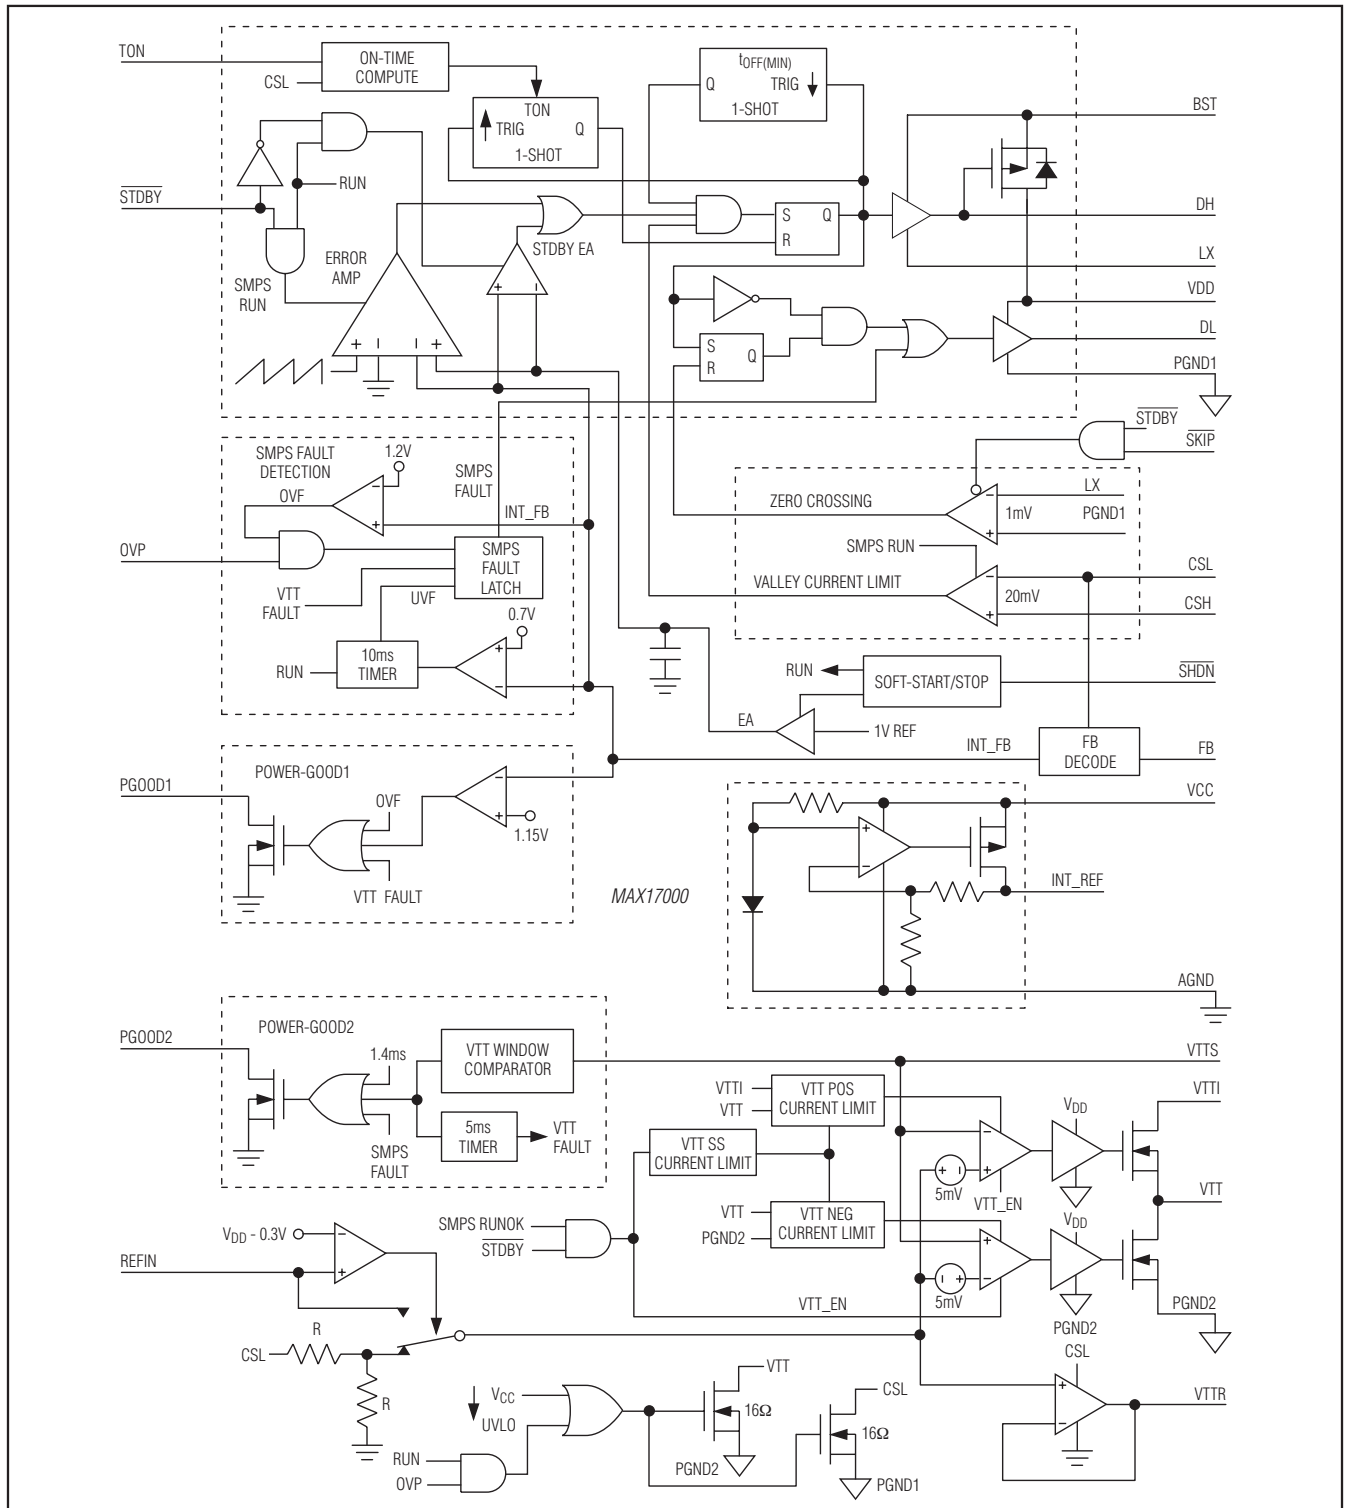 TON
CSL
ON-TIME
COMPUTE
TON
TRIG
Q
1-SHOT
tOFF(MIN)
Q
TRIG
1-SHOT
BST
RUN
STDBY
ERROR
AMP
SMPS
RUN
STDBY EA
S
Q
R
DH
LX
VDD
S
Q
R
DL
PGND1
+
−
−
+
+
−
STDBY
SKIP
SMPS FAULT
DETECTION
1.2V
OVF
−
+
SMPS
FAULT
INT_FB
OVP
SMPS
FAULT
LATCH
VTT
FAULT
UVF
0.7V
+
−
RUN
10ms
TIMER
ZERO CROSSING
−
+
1mV
LX
PGND1
SMPS RUN
VALLEY CURRENT LIMIT
−
+
20mV
CSL
CSH
RUN
SOFT-START/STOP
SHDN
EA
1V REF
INT_FB
FB
DECODE
FB
POWER-GOOD1
PGOOD1
OVF
−
+
1.15V
VTT FAULT
MAX17000
VCC
+
−
INT_REF
AGND
POWER-GOOD2
PGOOD2
1.4ms
VTT WINDOW
COMPARATOR
5ms
TIMER
VTT
FAULT
SMPS
FAULT
VTTS
VTTI
VTTI
VTT
VTT POS
CURRENT LIMIT
VTT SS
CURRENT LIMIT
VTT
PGND2
VTT NEG
CURRENT LIMIT
−
+
+ −
5mV
VTT_EN
VDD
VTT
+
−
− +
5mV
VDD
PGND2
PGND2
SMPS RUNOK
STDBY
VTT_EN
VDD - 0.3V
−
+
REFIN
R
CSL
R
VCC
UVLO
RUN
OVP
VTT
16Ω
PGND2
CSL
16Ω
PGND1
CSL
+
−
VTTR